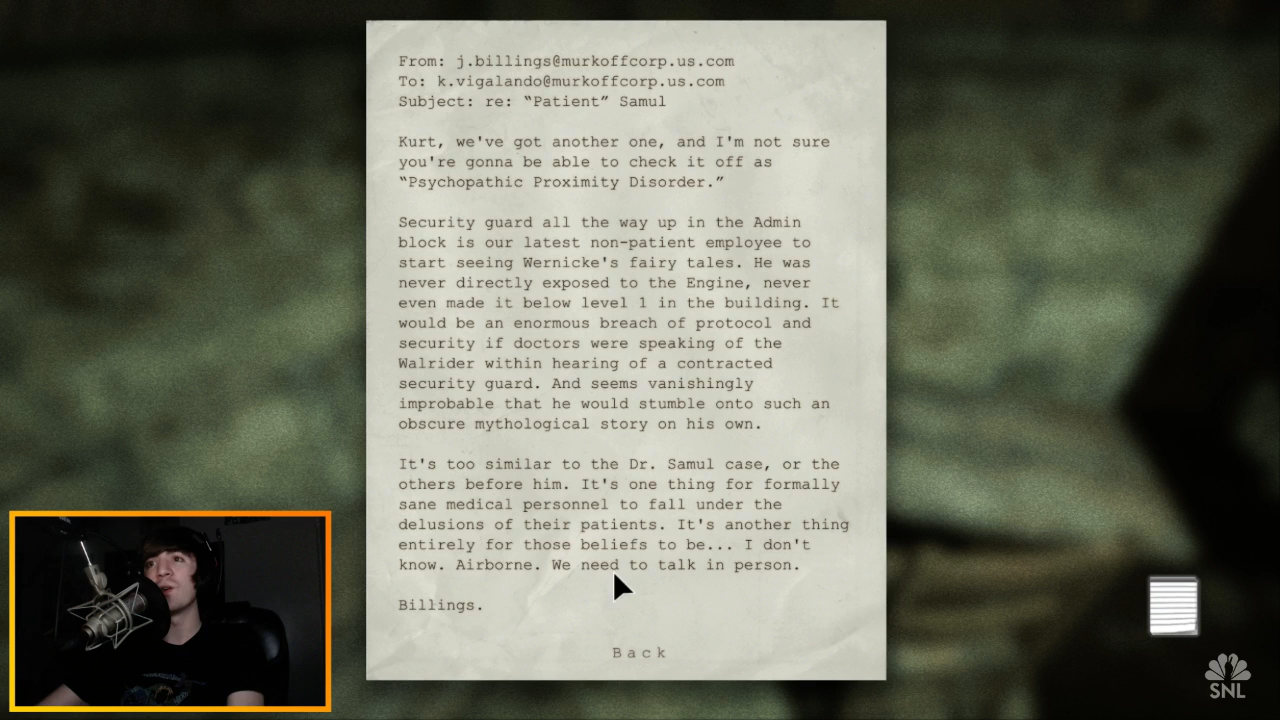 From: j.billings@murkoffcorp.us.com
To: k.vigalando@murkoffcorp.us.com
Subject: re: “Patient” Samul
Kurt, we've got another one, and I'm not sure
you're gonna be able to check it off as
“Psychopathic Proximity Disorder.”
Security guard all the way up in the Admin
block is our latest non-patient employee to
start seeing Wernicke's fairy tales. He was
never directly exposed to the Engine, never
even made it below level 1 in the building. It
would be an enormous breach of protocol and
security if doctors were speaking of the
Walrider within hearing of a contracted
security guard. And seems vanishingly
improbable that he would stumble onto such an
obscure mythological story on his own.
It's too similar to the Dr. Samul case, or the
others before him. It's one thing for formally
sane medical personnel to fall under the
delusions of their patients. It's another thing
entirely for those beliefs to be... I don't
know. Airborne. We need to talk in person.
Billings.
Back
SNL